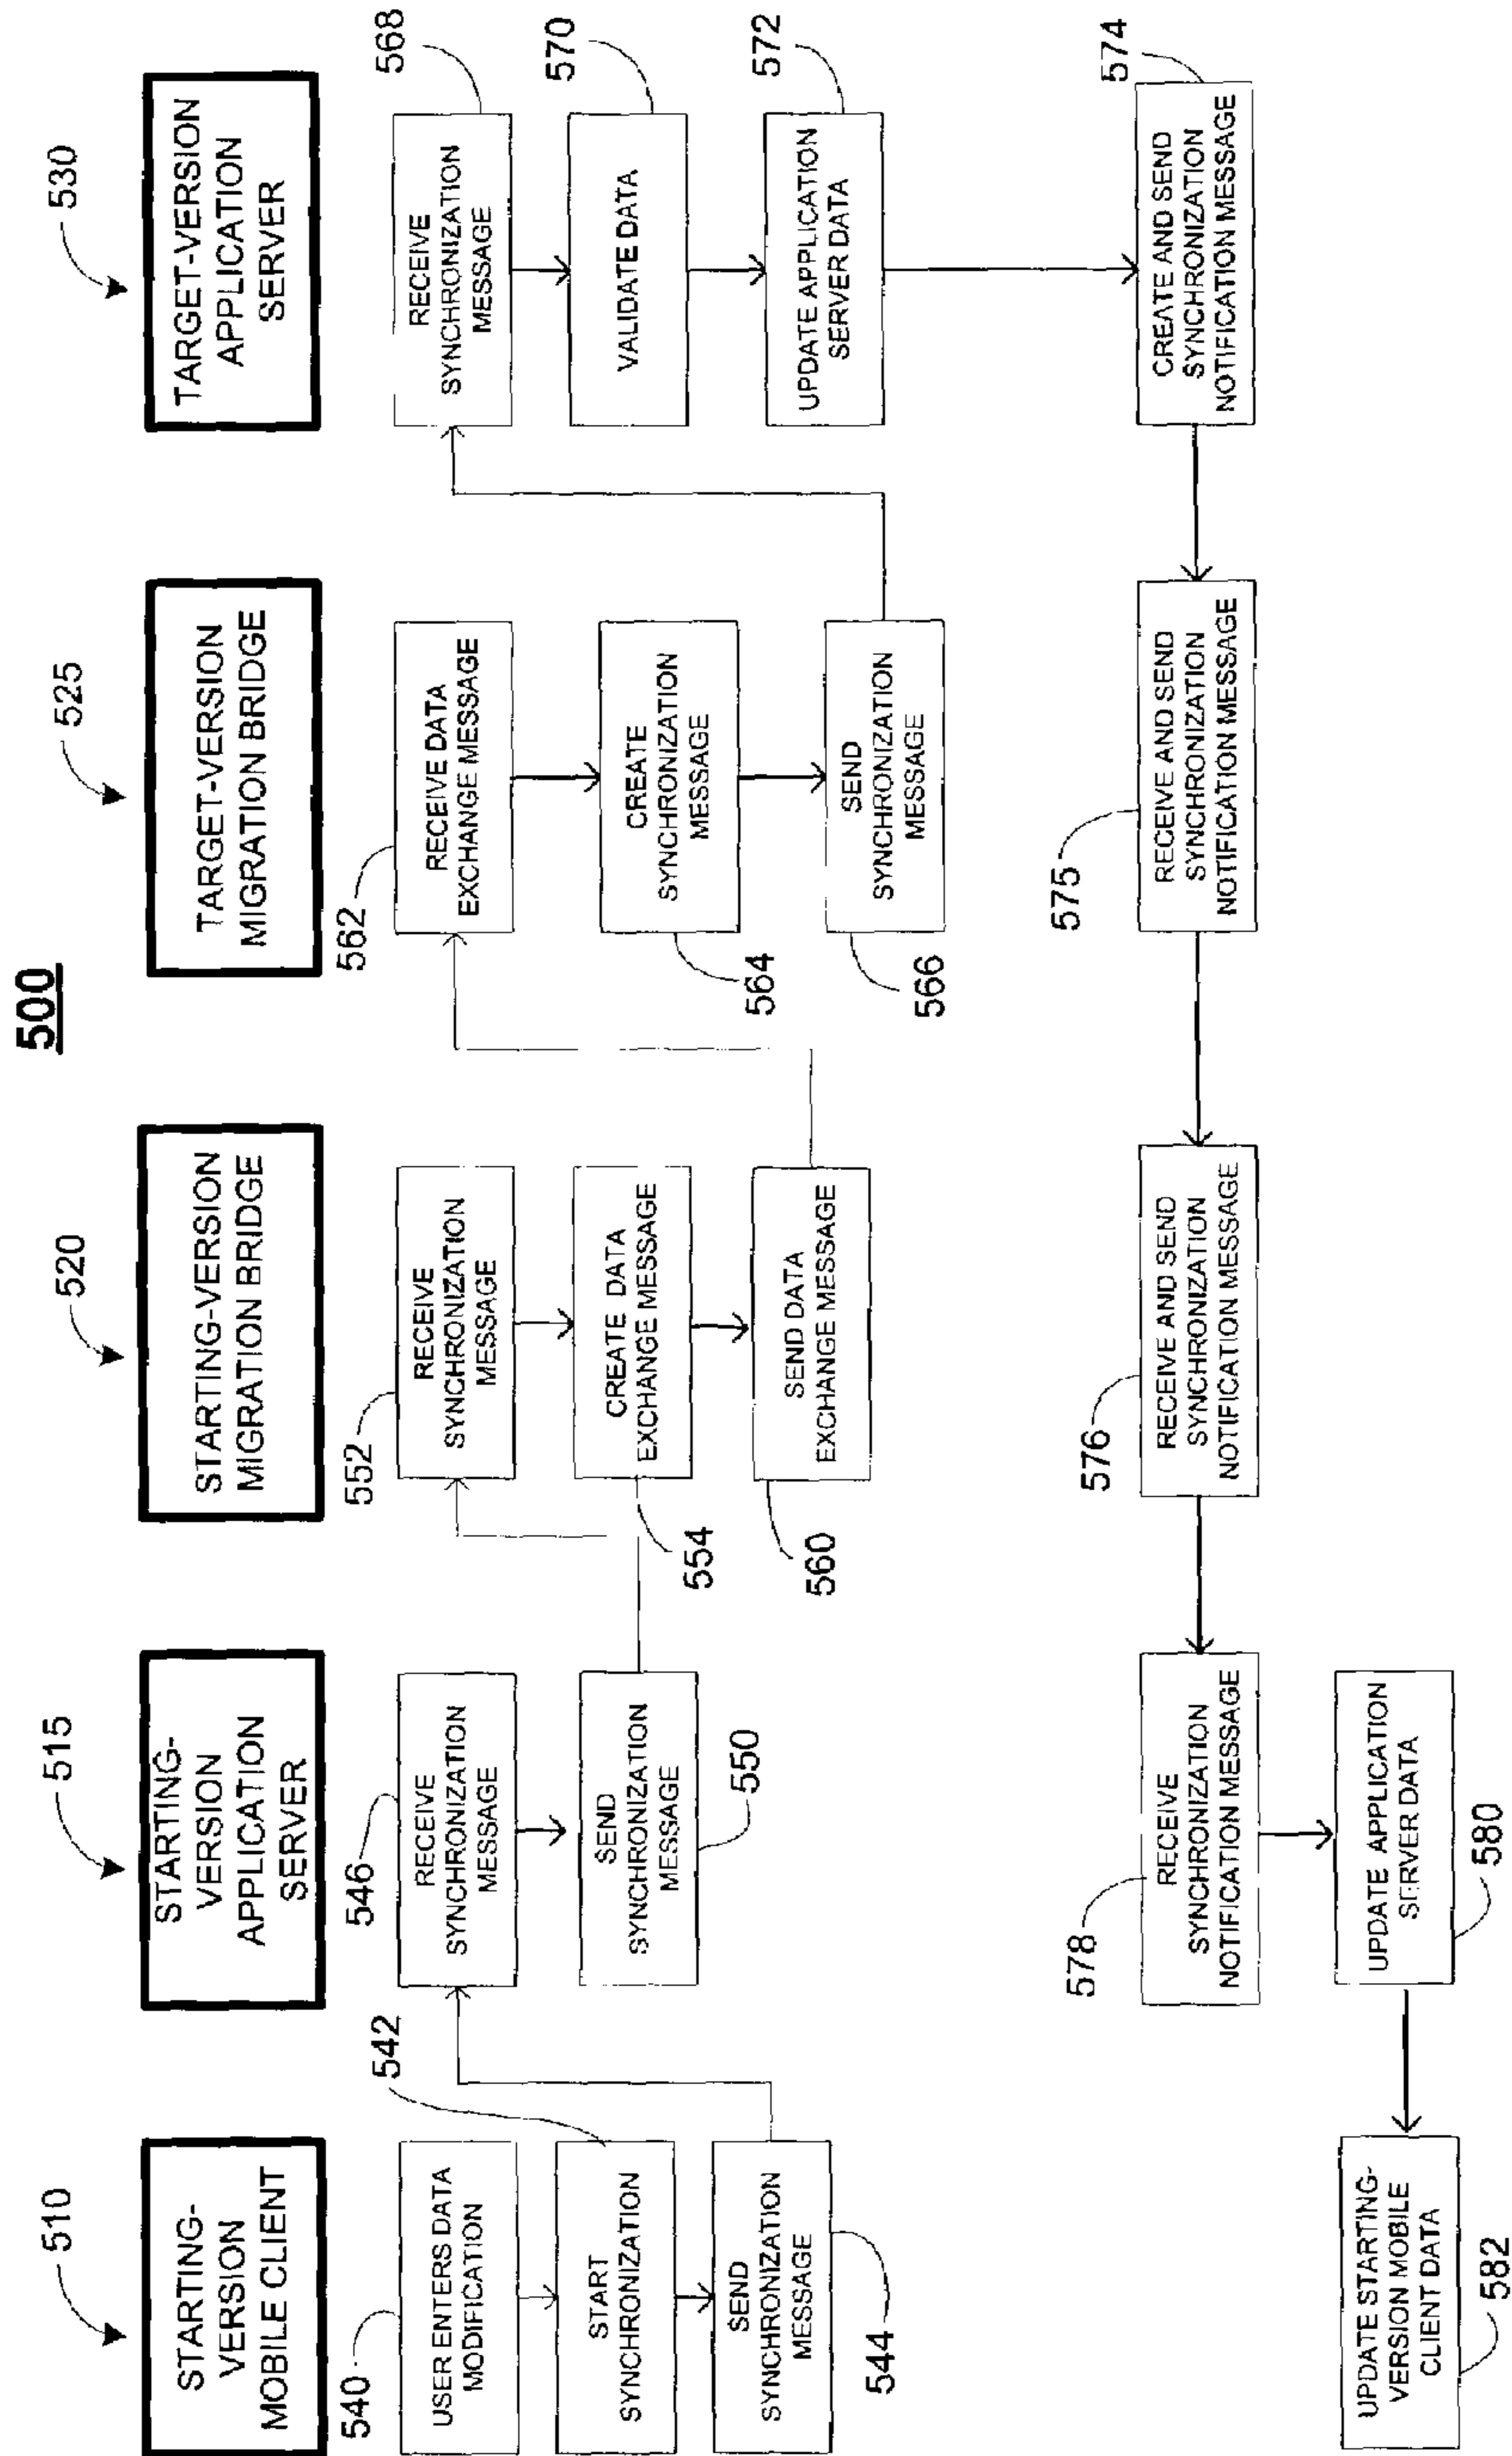 500
510
STARTING-
VERSION
MOBILE CLIENT
515
STARTING-
VERSION
APPLICATION
SERVER
520
STARTING-VERSION
MIGRATION BRIDGE
525
TARGET-VERSION
MIGRATION BRIDGE
530
TARGET-VERSION
APPLICATION
SERVER
540
USER ENTERS DATA
MODIFICATION
542
START
SYNCHRONIZATION
SEND
SYNCHRONIZATION
MESSAGE
544
546
RECEIVE
SYNCHRONIZATION
MESSAGE
SEND
SYNCHRONIZATION
MESSAGE
550
552
RECEIVE
SYNCHRONIZATION
MESSAGE
CREATE DATA
EXCHANGE MESSAGE
554
SEND DATA
EXCHANGE MESSAGE
560
562
RECEIVE DATA
EXCHANGE MESSAGE
CREATE
SYNCHRONIZATION
MESSAGE
564
SEND
SYNCHRONIZATION
MESSAGE
566
RECEIVE
SYNCHRONIZATION
MESSAGE
568
VALIDATE DATA
570
UPDATE APPLICATION
SERVER DATA
572
CREATE AND SEND
SYNCHRONIZATION
NOTIFICATION MESSAGE
574
575
RECEIVE AND SEND
SYNCHRONIZATION
NOTIFICATION MESSAGE
576
RECEIVE AND SEND
SYNCHRONIZATION
NOTIFICATION MESSAGE
578
RECEIVE
SYNCHRONIZATION
NOTIFICATION MESSAGE
UPDATE APPLICATION
SERVER DATA
580
UPDATE STARTING-
VERSION MOBILE
CLIENT DATA
582